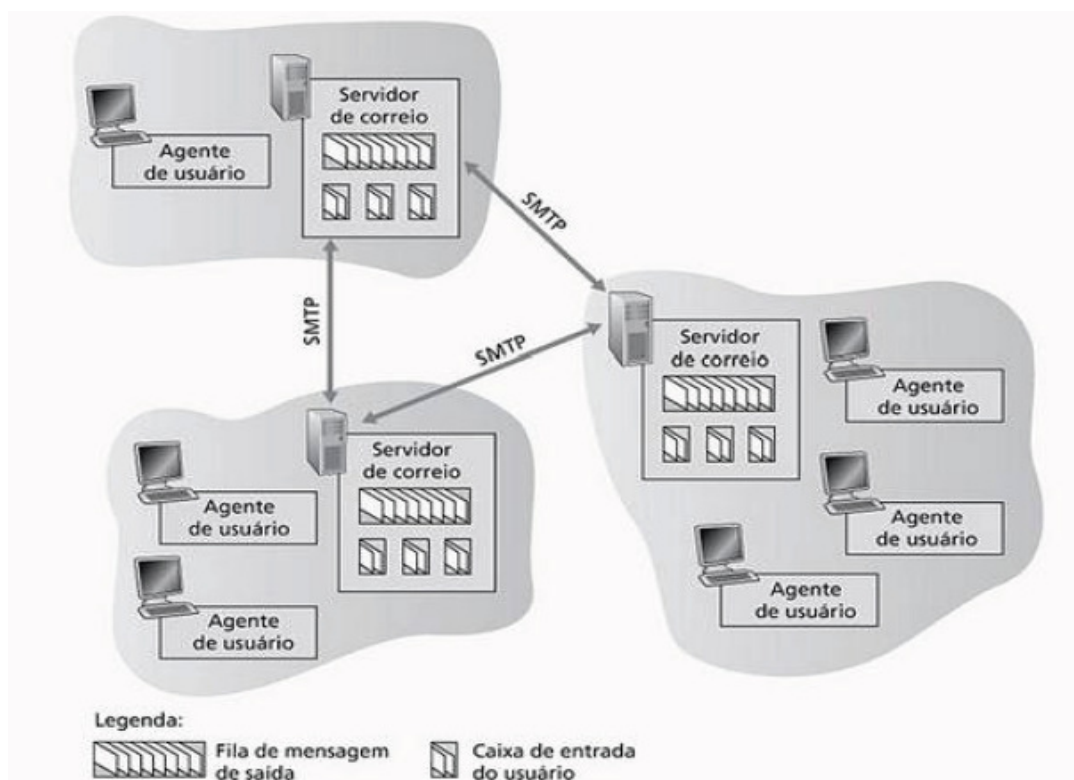 Servidor
de correio
Agente
de usuário
SMTP
SMTP
SMTP
Servidor
de correio
Agente
de usuário
Agente
de usuário
Agente
de usuário
Servidor
de correio
Agente
de usuário
Agente
de usuário
Legenda:
Fila de mensagem
de saída
Caixa de entrada
do usuário